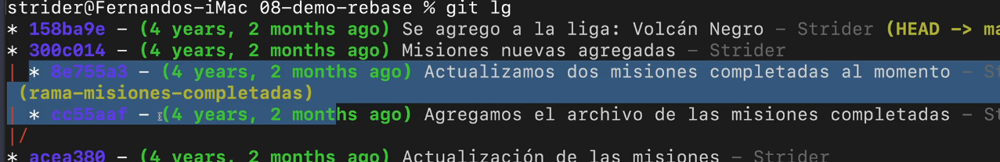 strider@Fernandos-iMac 08-demo-rebase % git lg
* 158ba9e - (4 years, 2 months ago) Se agrego a la liga: Volcán Negro - Strider (HEAD ->
* 300c014 - (4 years, 2 months ago) Misiones nuevas agregadas - Strider
| * 8e755a3 - (4 years, 2 months ago) Actualizamos dos misiones completadas al momento -
(rama-misiones-completadas)
| * cc55aaf - (4 years, 2 months ago) Agregamos el archivo de las misiones completadas -
|/
* acea380 - (4 years, 2 months ago) Actualización de las misiones - Strider